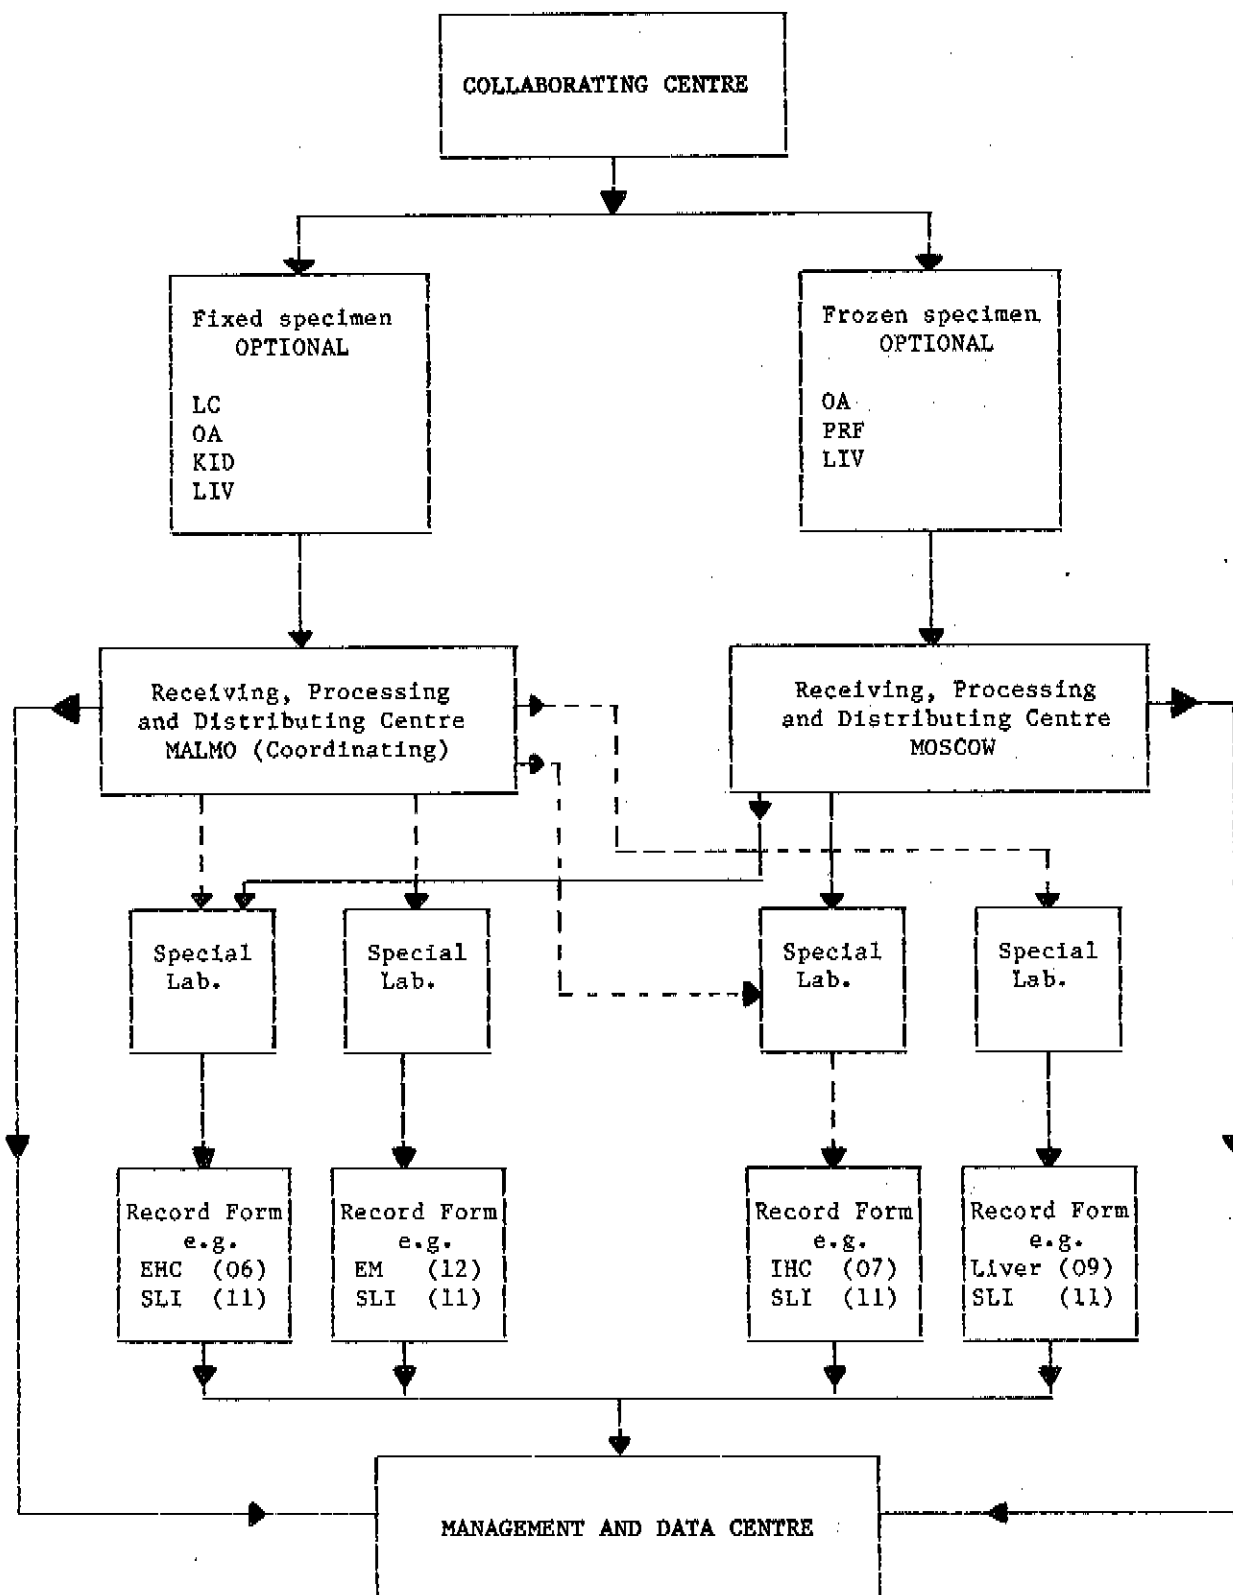 COLLABORATING CENTRE
Fixed specimen
OPTIONAL
LC
OA
KID
LIV
Frozen specimen
OPTIONAL
OA
PRF
LIV
Receiving, Processing
and Distributing Centre
MALMO (Coordinating)
Receiving, Processing
and Distributing Centre
MOSCOW
Special
Lab.
Special
Lab.
Special
Lab.
Special
Lab.
Record Form
e.g.
EHC (06)
SLI (11)
Record Form
e.g.
EM (12)
SLI (11)
Record Form
e.g.
IHC (07)
SLI (11)
Record Form
e.g.
Liver (09)
SLI (11)
MANAGEMENT AND DATA CENTRE